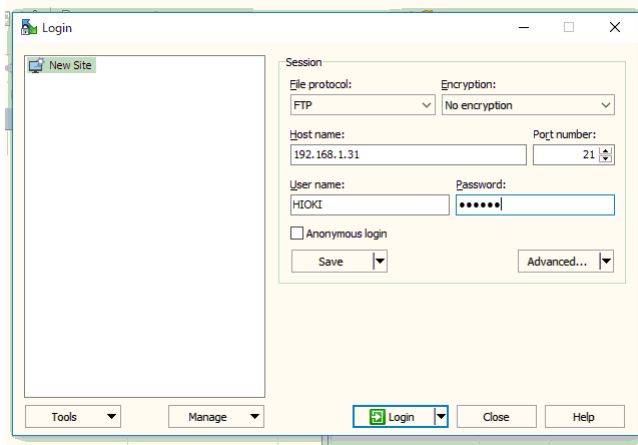 Login
New Site
Session
File protocol:
Encryption:
FTP
No encryption
Host name:
Port number:
192.168.1.31
21
User name:
Password:
HIOKI
••••••
Anonymous login
Save
Advanced...
Tools
Manage
Login
Close
Help